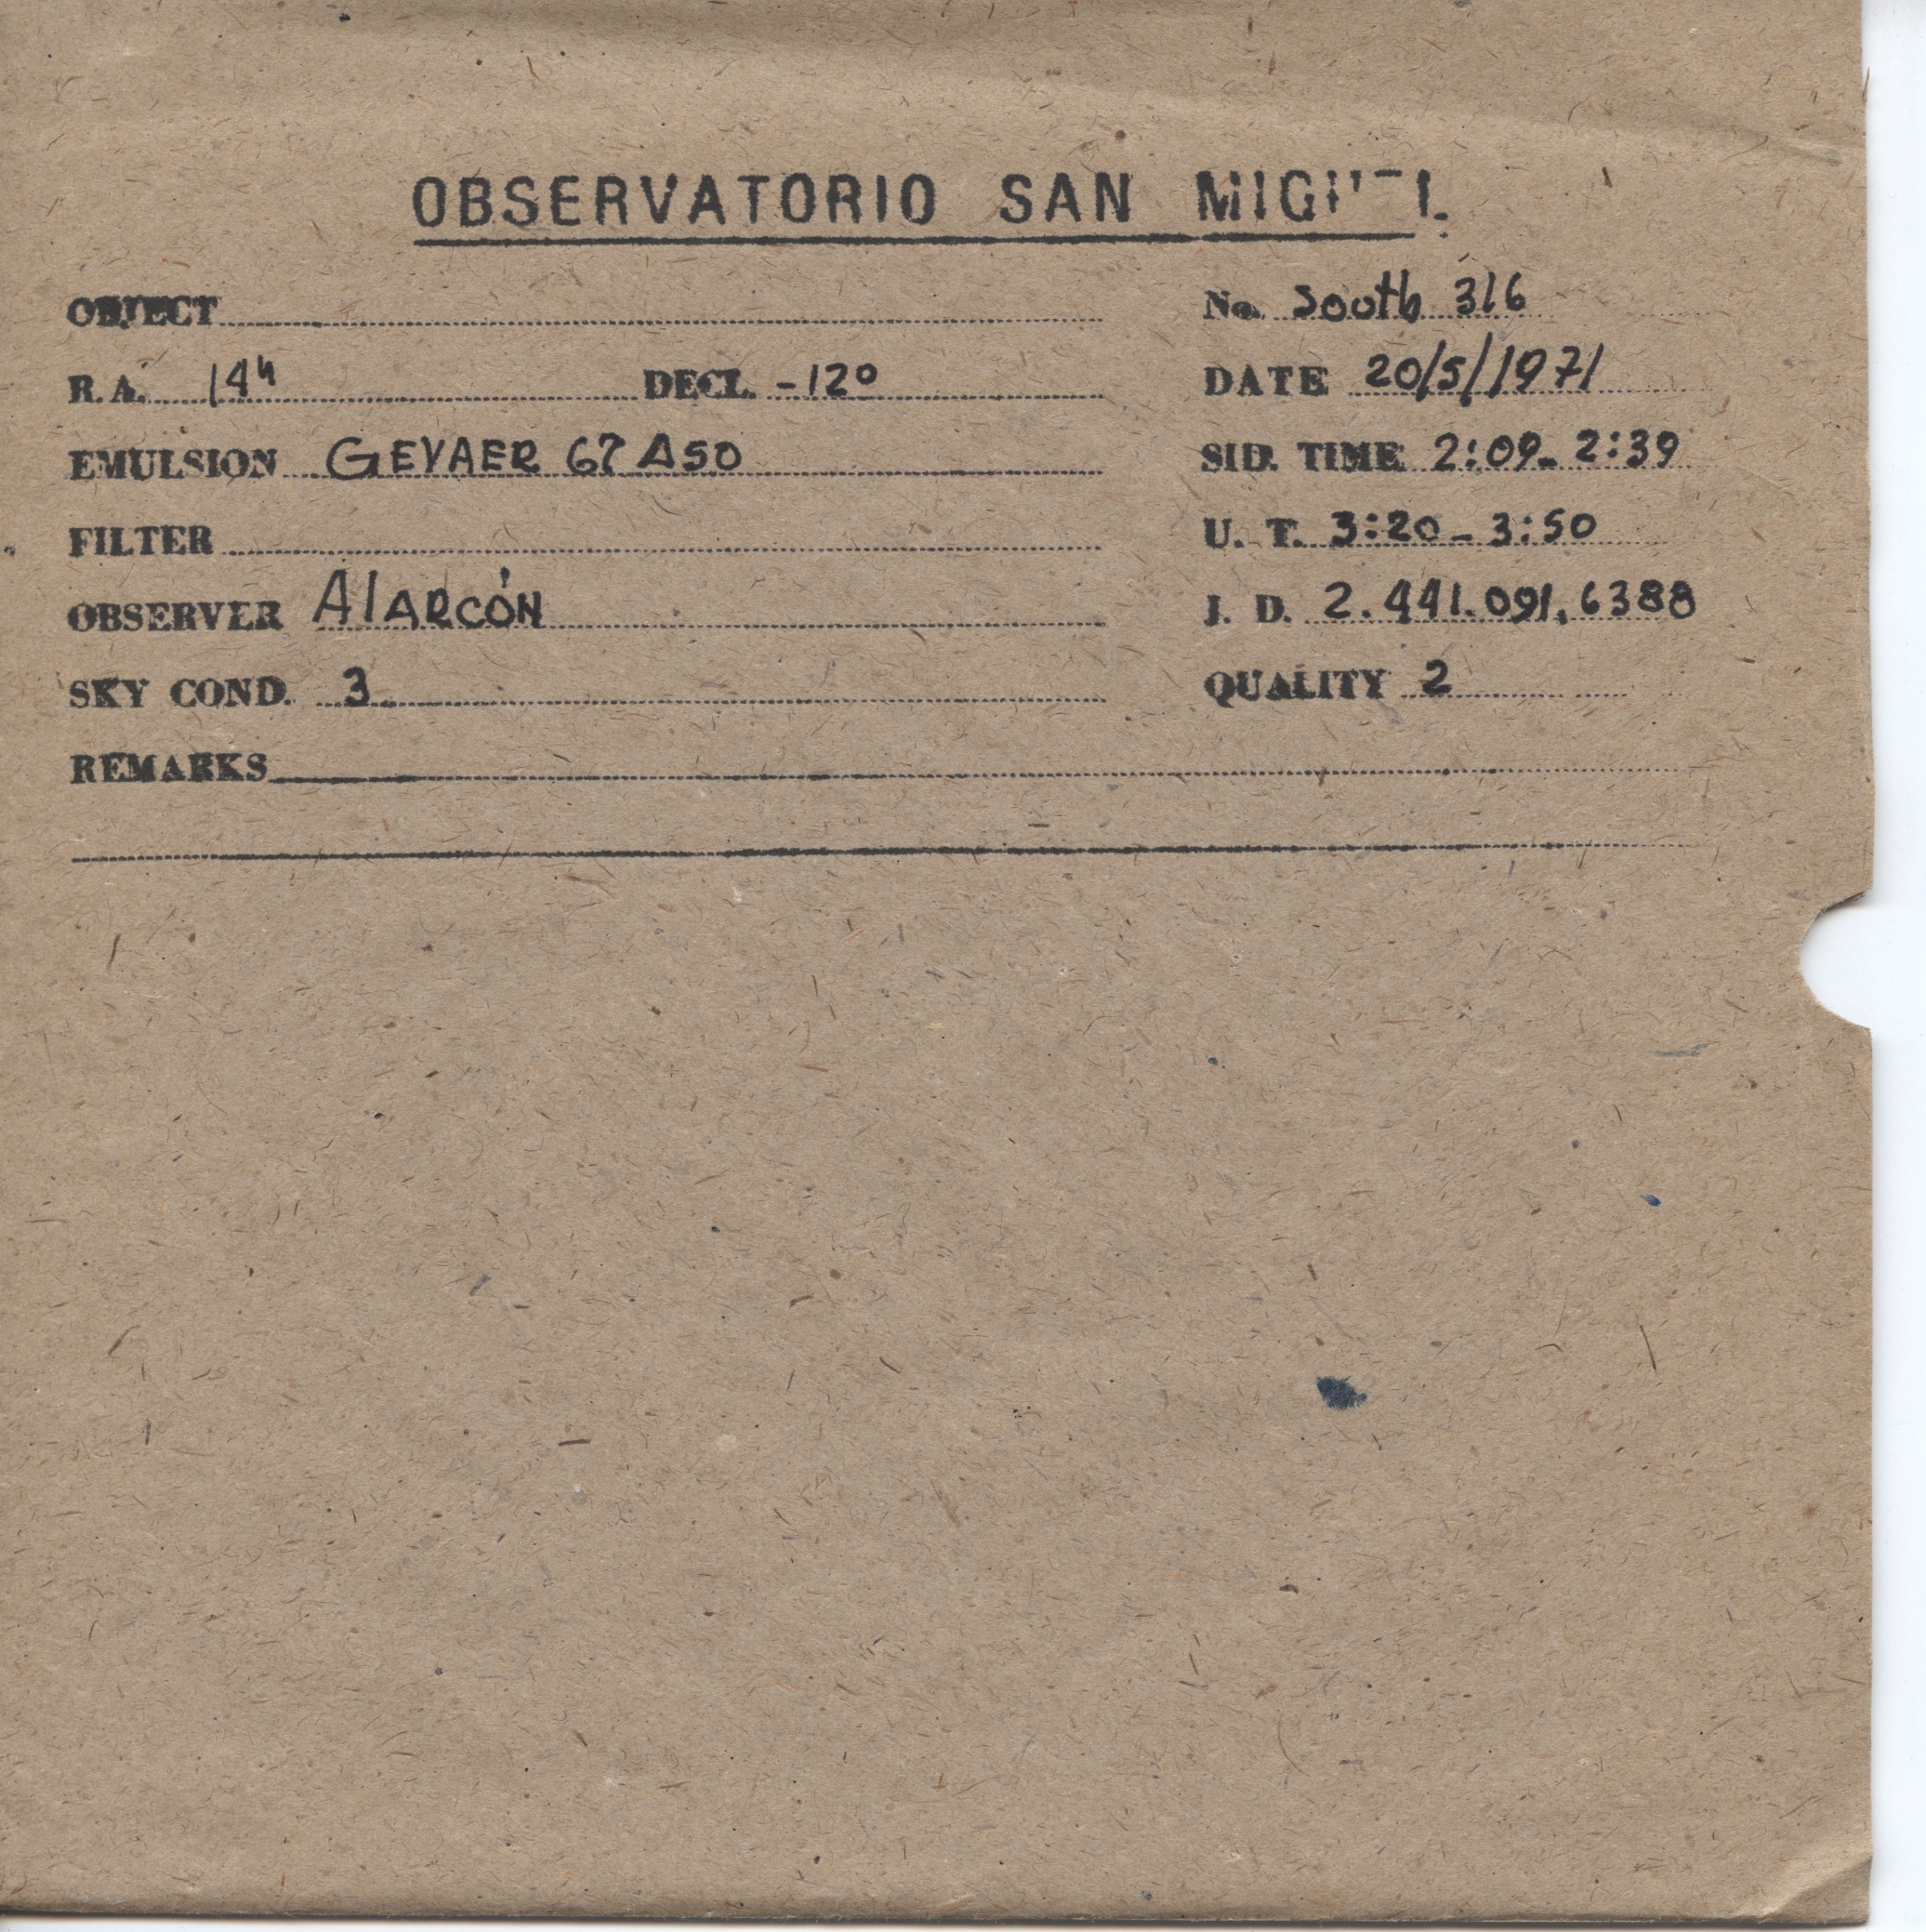 OBSERVATORIO SAN MIGUEL
OBJECT No. South 316
R.A. 14h DECL. -12° DATE 20/5/1971
EMULSION GEVAER 67 A50 SID. TIME 2:09 - 2:39
FILTER U. T. 3:20 - 3:50
OBSERVER AlARCÓN J. D. 2.441.091,6388
SKY COND. 3 QUALITY 2
REMARKS